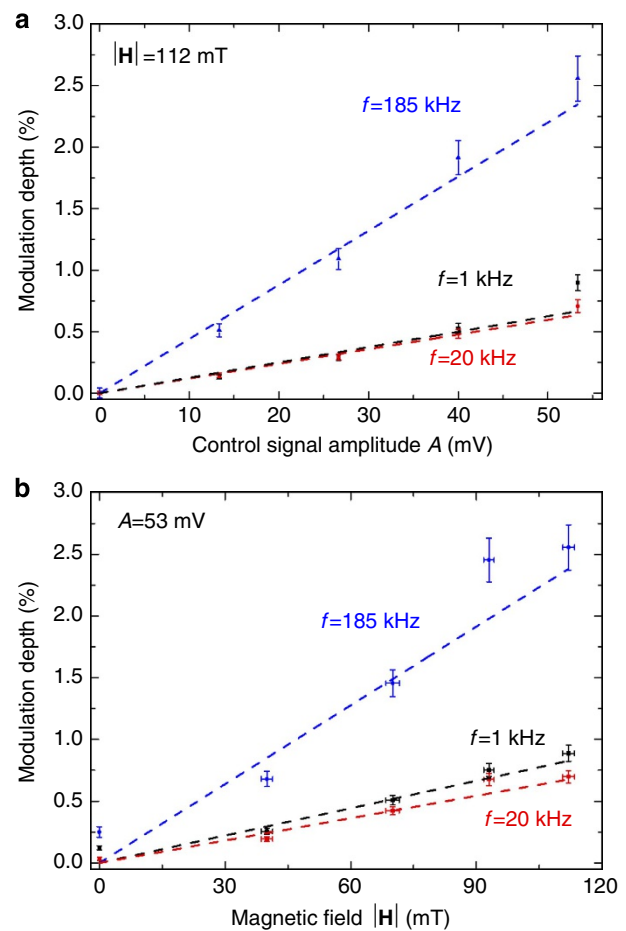 a
3.0
|H|=112 mT
2.5
f=185 kHz
2.0
1.5
1.0
f=1 kHz
0.5
f=20 kHz
0.0
0 10 20 30 40 50
Modulation depth (%)
Control signal amplitude A (mV)
b
3.0
A=53 mV
2.5
2.0
f=185 kHz
1.5
1.0
f=1 kHz
0.5
f=20 kHz
0.0
0 30 60 90 120
Modulation depth (%)
Magnetic field |H| (mT)